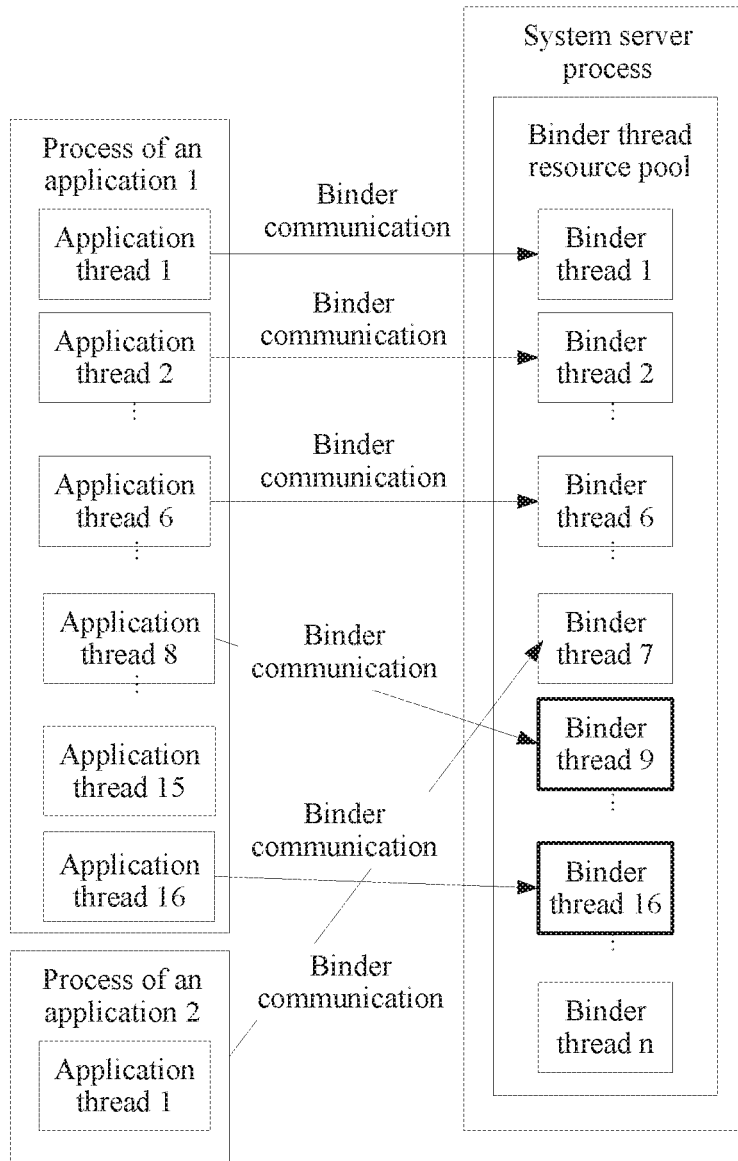 System server
process
Process of an
application 1
Binder thread
resource pool
Application
thread 1
Binder
communication
Binder
thread 1
Application
thread 2
Binder
communication
Binder
thread 2
⋮
⋮
Application
thread 6
Binder
communication
Binder
thread 6
⋮
⋮
Application
thread 8
Binder
communication
Binder
thread 7
⋮
Application
thread 15
Binder
thread 9
⋮
Application
thread 16
Binder
communication
Binder
thread 16
⋮
Process of an
application 2
Binder
communication
Application
thread 1
Binder
thread n